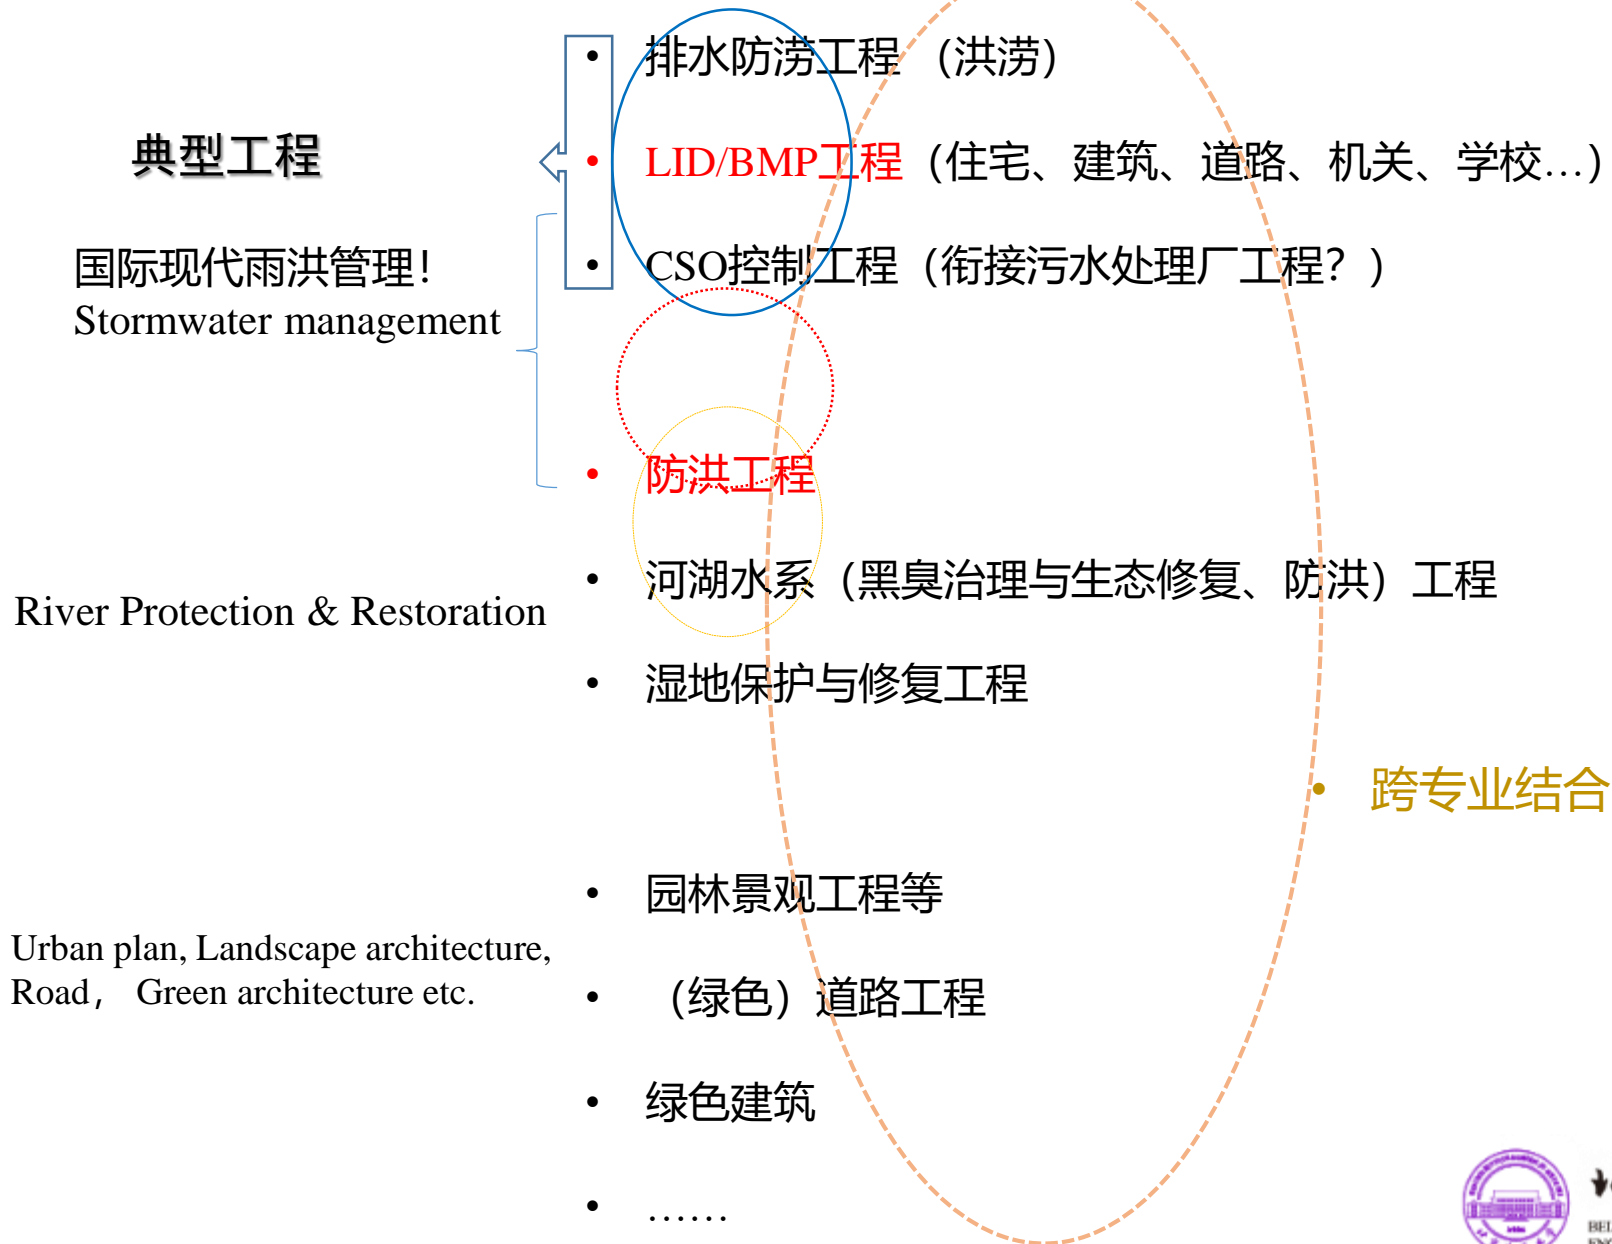 • 排水防涝工程 （洪涝）
典型工程
• LID/BMP工程（住宅、建筑、道路、机关、学校…）
国际现代雨洪管理！
Stormwater management
• CSO控制工程（衔接污水处理厂工程？）
• 防洪工程
• 河湖水系（黑臭治理与生态修复、防洪）工程
River Protection & Restoration
• 湿地保护与修复工程
• 跨专业结合
• 园林景观工程等
Urban plan, Landscape architecture,
Road， Green architecture etc.
• （绿色）道路工程
• 绿色建筑
• ……